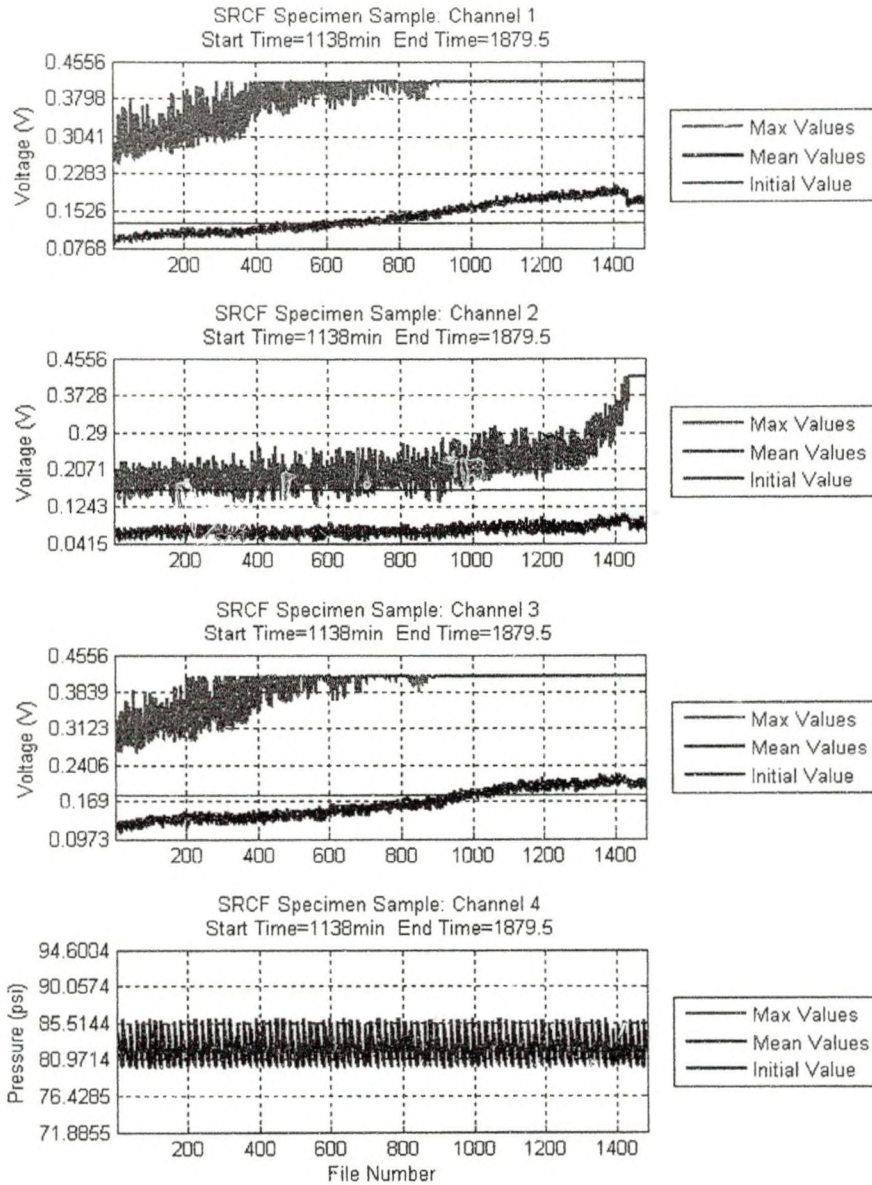 SRCF Specimen Sample: Channel 1
Start Time=1138min End Time=1879.5
Voltage (V)
0.4556
0.3798
0.3041
0.2283
0.1526
0.0768
200 400 600 800 1000 1200 1400
Max Values
Mean Values
Initial Value
SRCF Specimen Sample: Channel 2
Start Time=1138min End Time=1879.5
Voltage (V)
0.4556
0.3728
0.29
0.2071
0.1243
0.0415
200 400 600 800 1000 1200 1400
Max Values
Mean Values
Initial Value
SRCF Specimen Sample: Channel 3
Start Time=1138min End Time=1879.5
Voltage (V)
0.4556
0.3839
0.3123
0.2406
0.169
0.0973
200 400 600 800 1000 1200 1400
Max Values
Mean Values
Initial Value
SRCF Specimen Sample: Channel 4
Start Time=1138min End Time=1879.5
Pressure (psi)
94.6004
90.0574
85.5144
80.9714
76.4285
71.8855
200 400 600 800 1000 1200 1400
File Number
Max Values
Mean Values
Initial Value